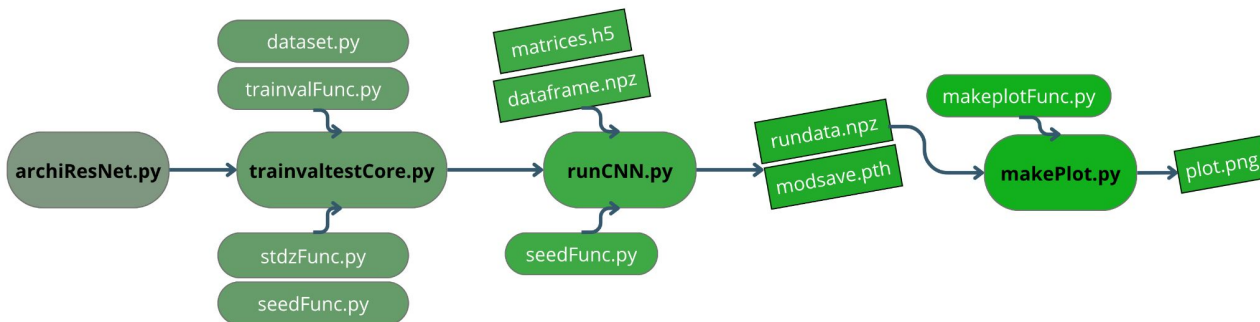 dataset.py
trainvalFunc.py
archiResNet.py
trainvaltestCore.py
stdzFunc.py
seedFunc.py
matrices.h5
dataframe.npz
runCNN.py
seedFunc.py
rundata.npz
modsave.pth
makeplotFunc.py
makePlot.py
plot.png